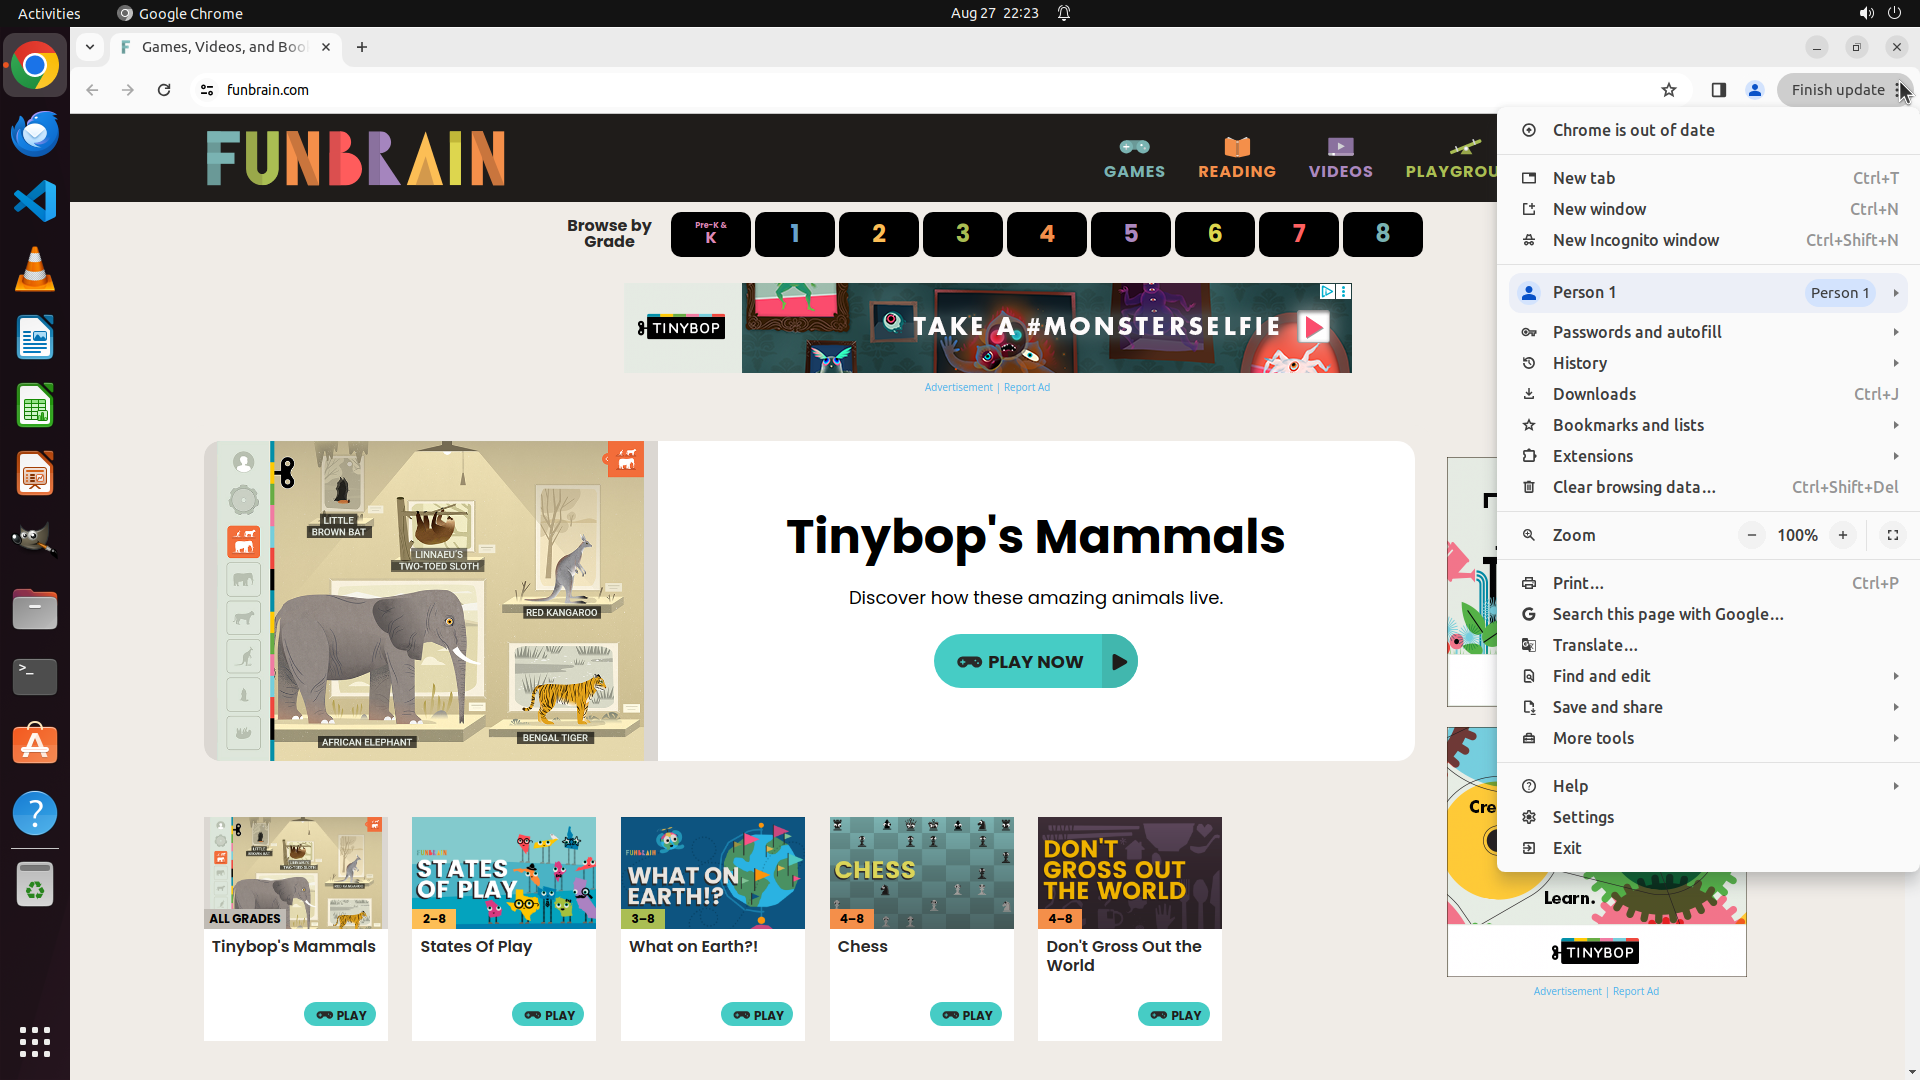 Activities
Google Chrome
Aug 27 22:23
Games, Videos, and Boo
funbrain.com
Finish update
FUNBRAIN
GAMES
READING
VIDEOS
PLAYGROU
Browse by
Grade
Pre-K &
K
1
2
3
4
5
6
7
8
TINYBOP
TAKE A #MONSTERSELFIE
Advertisement | Report Ad
LITTLE
BROWN BAT
LINNAEU'S
TWO-TOED SLOTH
RED KANGAROO
AFRICAN ELEPHANT
BENGAL TIGER
Tinybop's Mammals
Discover how these amazing animals live.
PLAY NOW
ALL GRADES
Tinybop's Mammals
PLAY
FUNBRAIN
STATES
OF PLAY
2–8
States Of Play
PLAY
FUNBRAIN
WHAT ON
EARTH!?
3–8
What on Earth?!
PLAY
CHESS
4–8
Chess
PLAY
DON'T
GROSS OUT
THE WORLD
4–8
Don't Gross Out the
World
PLAY
Cre
Learn.
TINYBOP
Advertisement | Report Ad
Chrome is out of date
New tab Ctrl+T
New window Ctrl+N
New Incognito window Ctrl+Shift+N
Person 1 Person 1
Passwords and autofill
History
Downloads Ctrl+J
Bookmarks and lists
Extensions
Clear browsing data... Ctrl+Shift+Del
Zoom − 100% +
Print... Ctrl+P
Search this page with Google...
Translate...
Find and edit
Save and share
More tools
Help
Settings
Exit